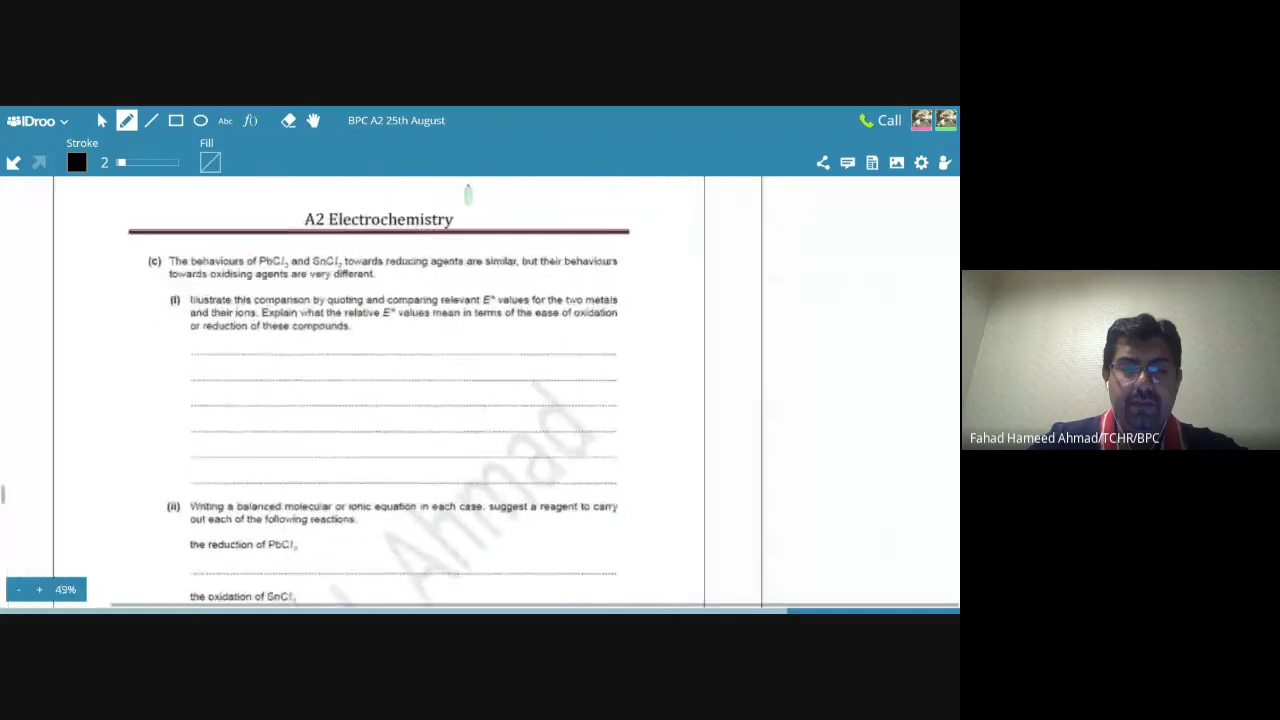 IDroo
Abc
f()
BPC A2 25th August
Call
Stroke
Fill
2
A2 Electrochemistry
(c) The behaviours of PbCl₂ and SnCl₂ towards reducing agents are similar, but their behaviours
towards oxidising agents are very different.
(i) Illustrate this comparison by quoting and comparing relevant E° values for the two metals
and their ions. Explain what the relative E° values mean in terms of the ease of oxidation
or reduction of these compounds.
(ii) Writing a balanced molecular or ionic equation in each case, suggest a reagent to carry
out each of the following reactions.
the reduction of PbCl₂
the oxidation of SnCl₂
Ahmad
- + 49%
Fahad Hameed Ahmad/TCHR/BPC